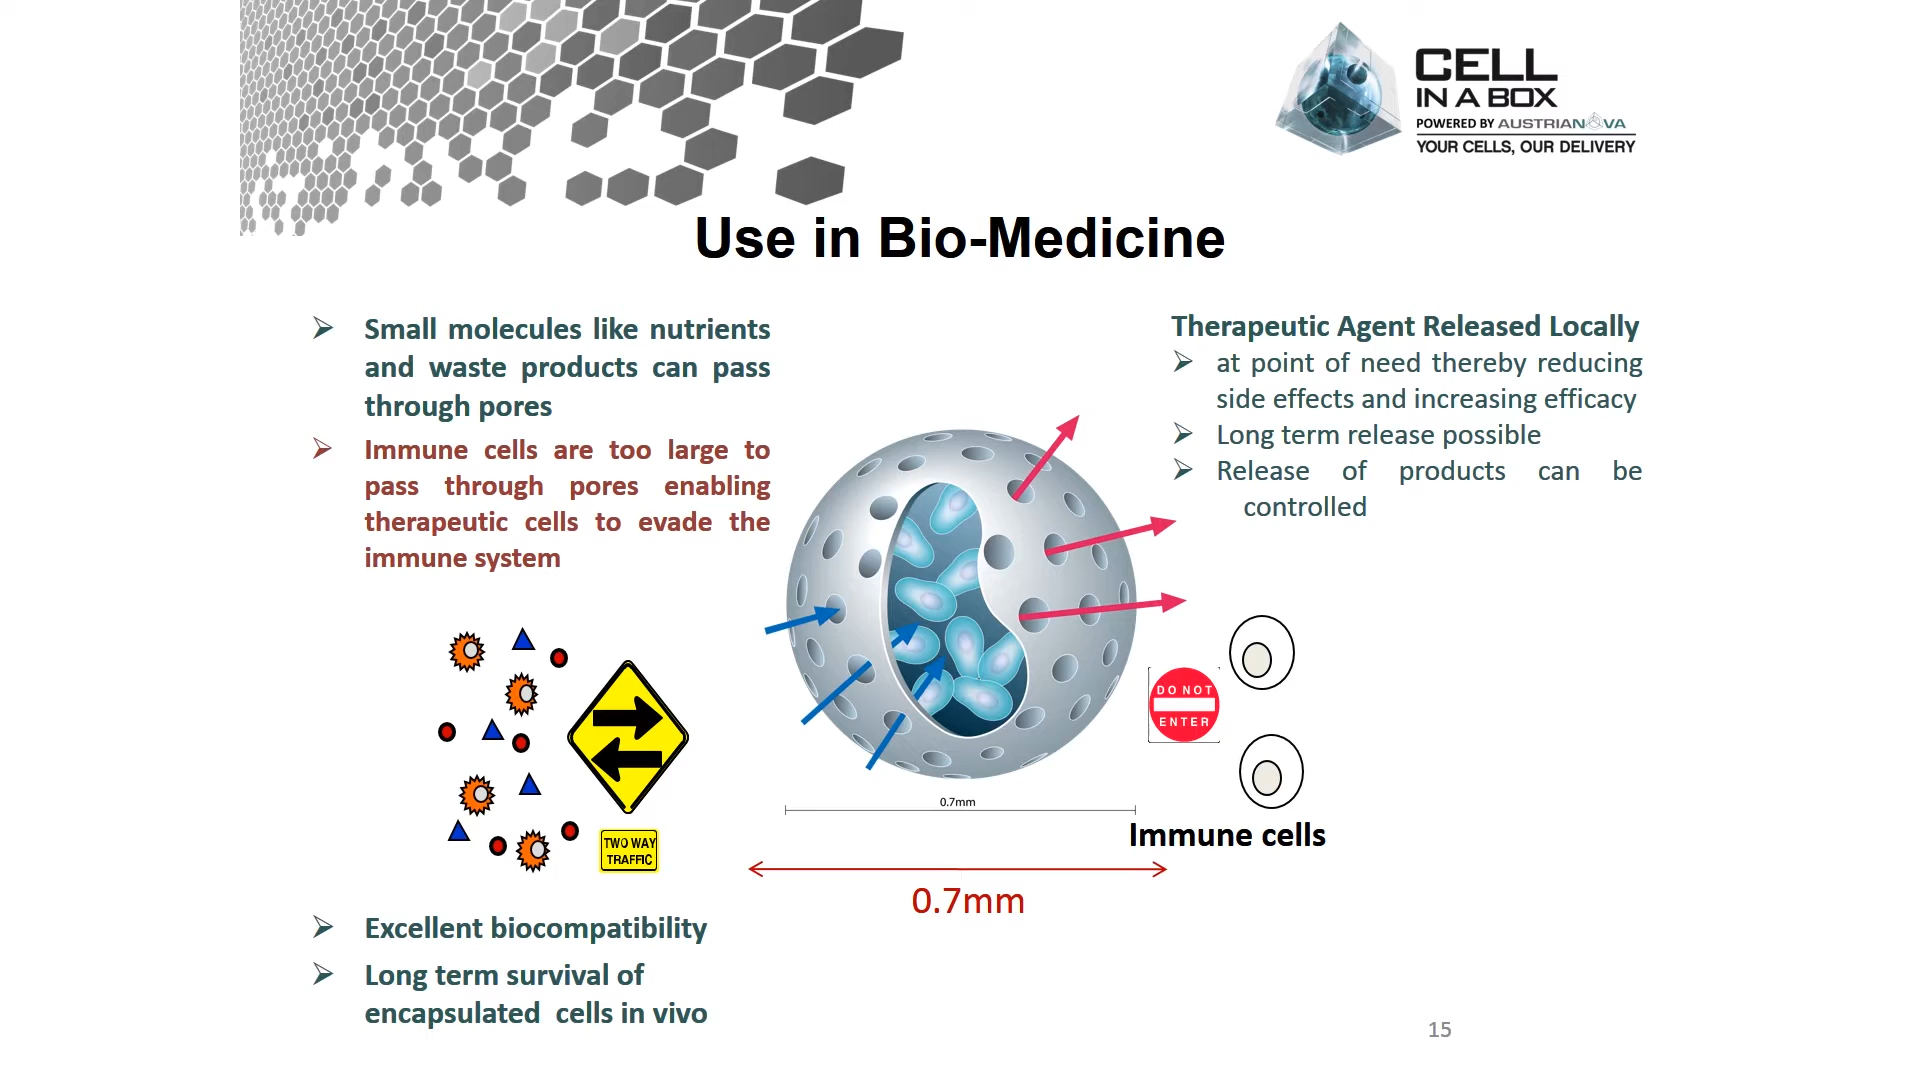 CELL
IN A BOX
POWERED BY AUSTRIANOVA
YOUR CELLS, OUR DELIVERY
Use in Bio-Medicine
Small molecules like nutrients
and waste products can pass
through pores
Immune cells are too large to
pass through pores enabling
therapeutic cells to evade the
immune system
Therapeutic Agent Released Locally
at point of need thereby reducing
side effects and increasing efficacy
Long term release possible
Release of products can be
controlled
DO NOT
ENTER
TWO WAY
TRAFFIC
0.7mm
Immune cells
0.7mm
Excellent biocompatibility
Long term survival of
encapsulated cells in vivo
15